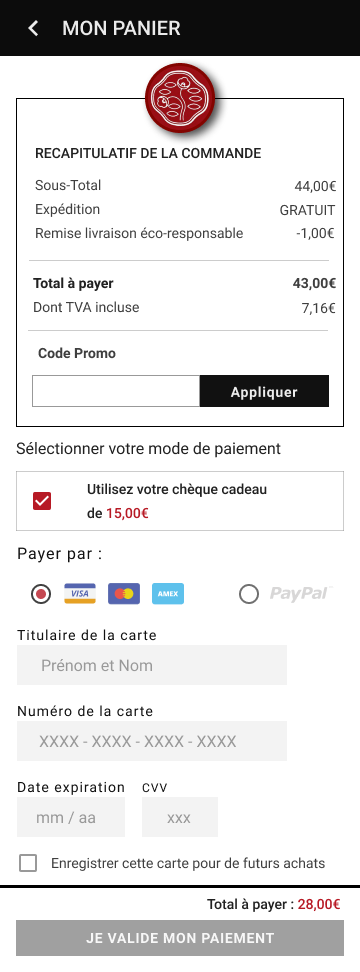 MON PANIER
RECAPITULATIF DE LA COMMANDE
Sous-Total 44,00€
Expédition GRATUIT
Remise livraison éco-responsable -1,00€
Total à payer 43,00€
Dont TVA incluse 7,16€
Code Promo
Appliquer
Sélectionner votre mode de paiement
Utilisez votre chèque cadeau
de 15,00€
Payer par :
VISA AMEX PayPal
Titulaire de la carte
Prénom et Nom
Numéro de la carte
XXXX - XXXX - XXXX - XXXX
Date expiration CVV
mm / aa xxx
Enregistrer cette carte pour de futurs achats
Total à payer : 28,00€
JE VALIDE MON PAIEMENT